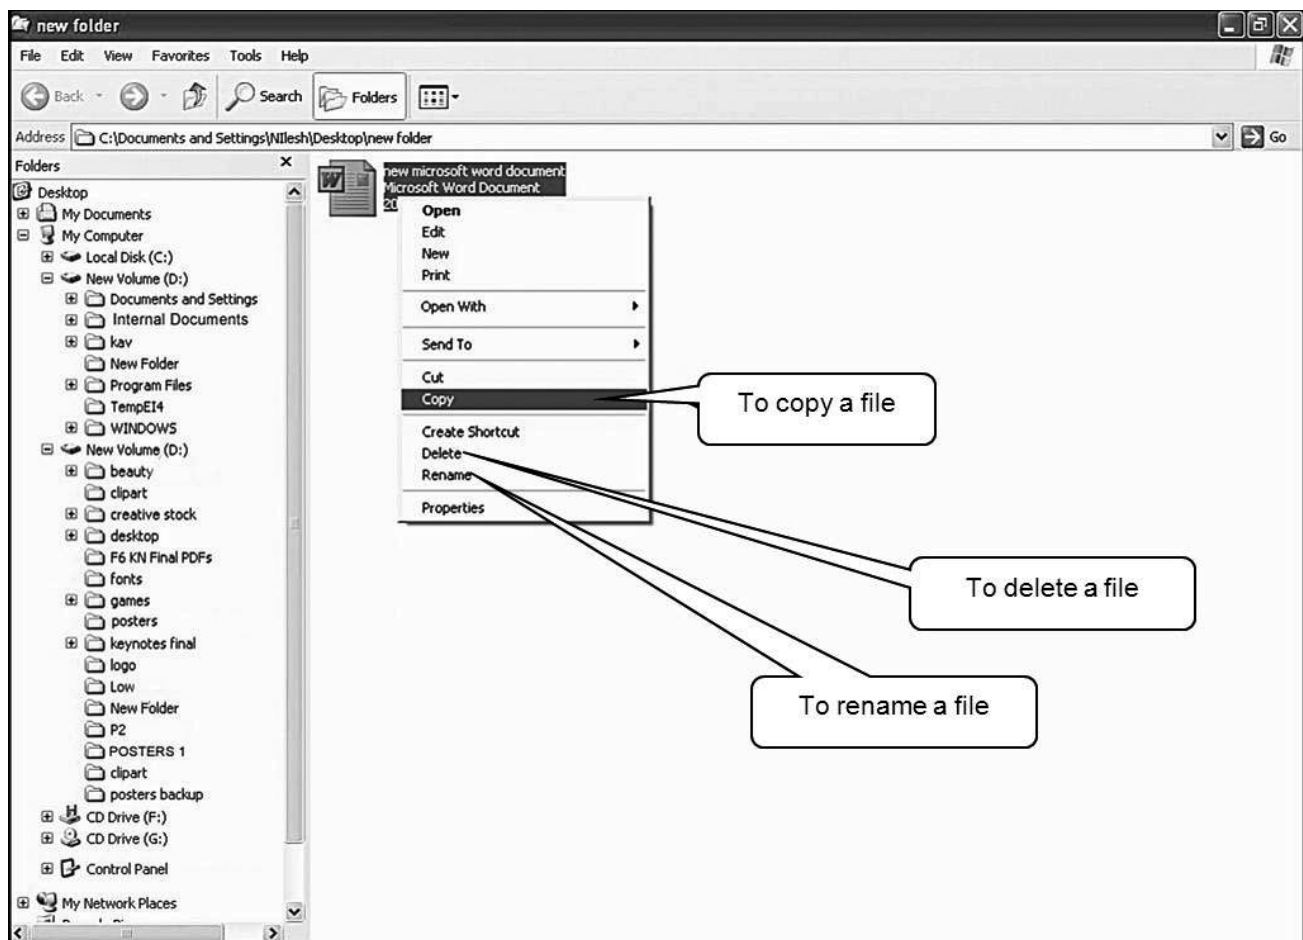 new folder
File Edit View Favorites Tools Help
Back Search Folders
Address C:\Documents and Settings\NIlesh\Desktop\new folder Go
Folders
Desktop
My Documents
My Computer
Local Disk (C:)
New Volume (D:)
Documents and Settings
Internal Documents
kav
New Folder
Program Files
TempEI4
WINDOWS
New Volume (D:)
beauty
clipart
creative stock
desktop
F6 KN Final PDFs
fonts
games
posters
keynotes final
logo
Low
New Folder
P2
POSTERS 1
clipart
posters backup
CD Drive (F:)
CD Drive (G:)
Control Panel
My Network Places
new microsoft word document
Microsoft Word Document
20
Open
Edit
New
Print
Open With
Send To
Cut
Copy
Create Shortcut
Delete
Rename
Properties
To copy a file
To delete a file
To rename a file